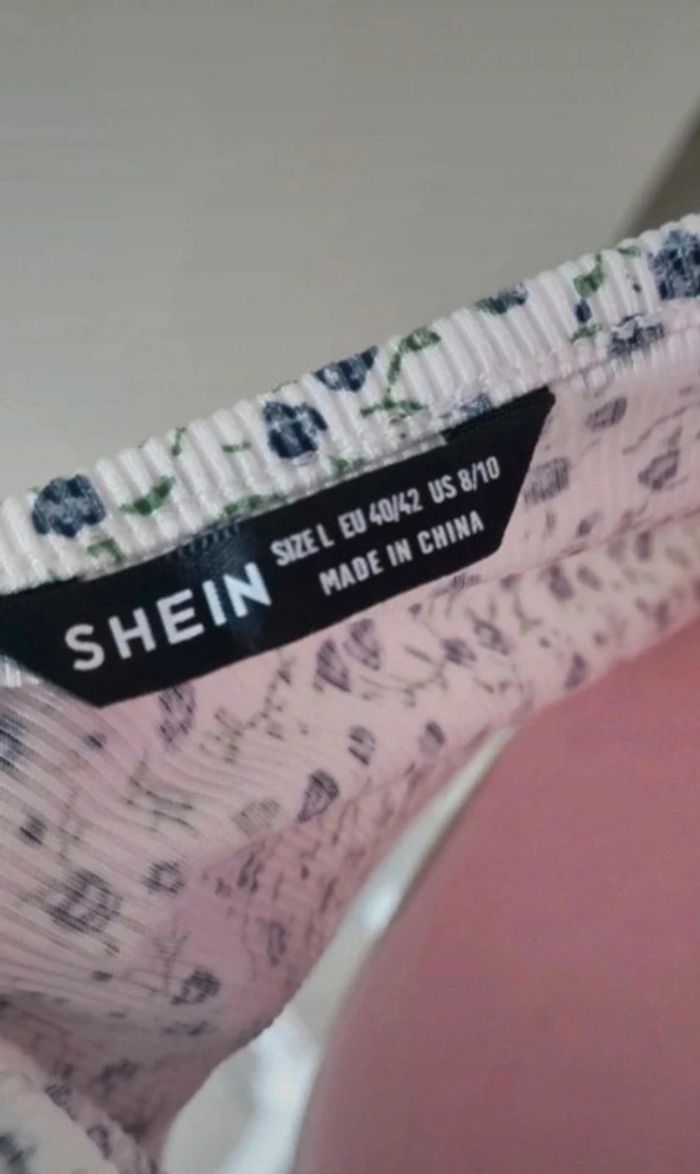 SHEIN
SIZE L EU 40/42 US 8/10
MADE IN CHINA